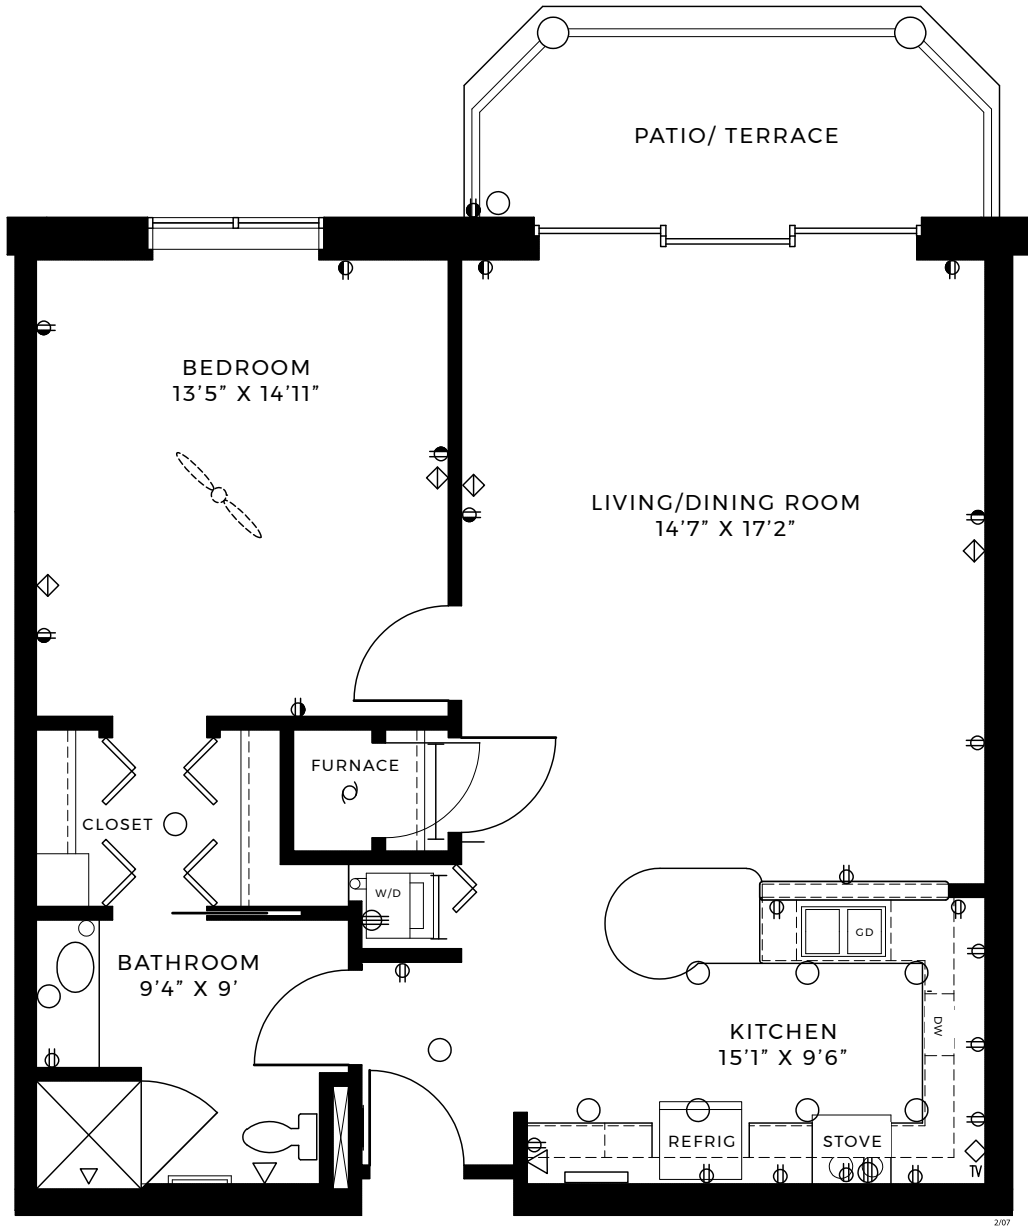 PATIO/ TERRACE
BEDROOM
13’5” X 14’11”
LIVING/DINING ROOM
14’7” X 17’2”
FURNACE
CLOSET
W/D
GD
BATHROOM
9’4” X 9’
DW
KITCHEN
15’1” X 9’6”
REFRIG
STOVE
TV
2/07